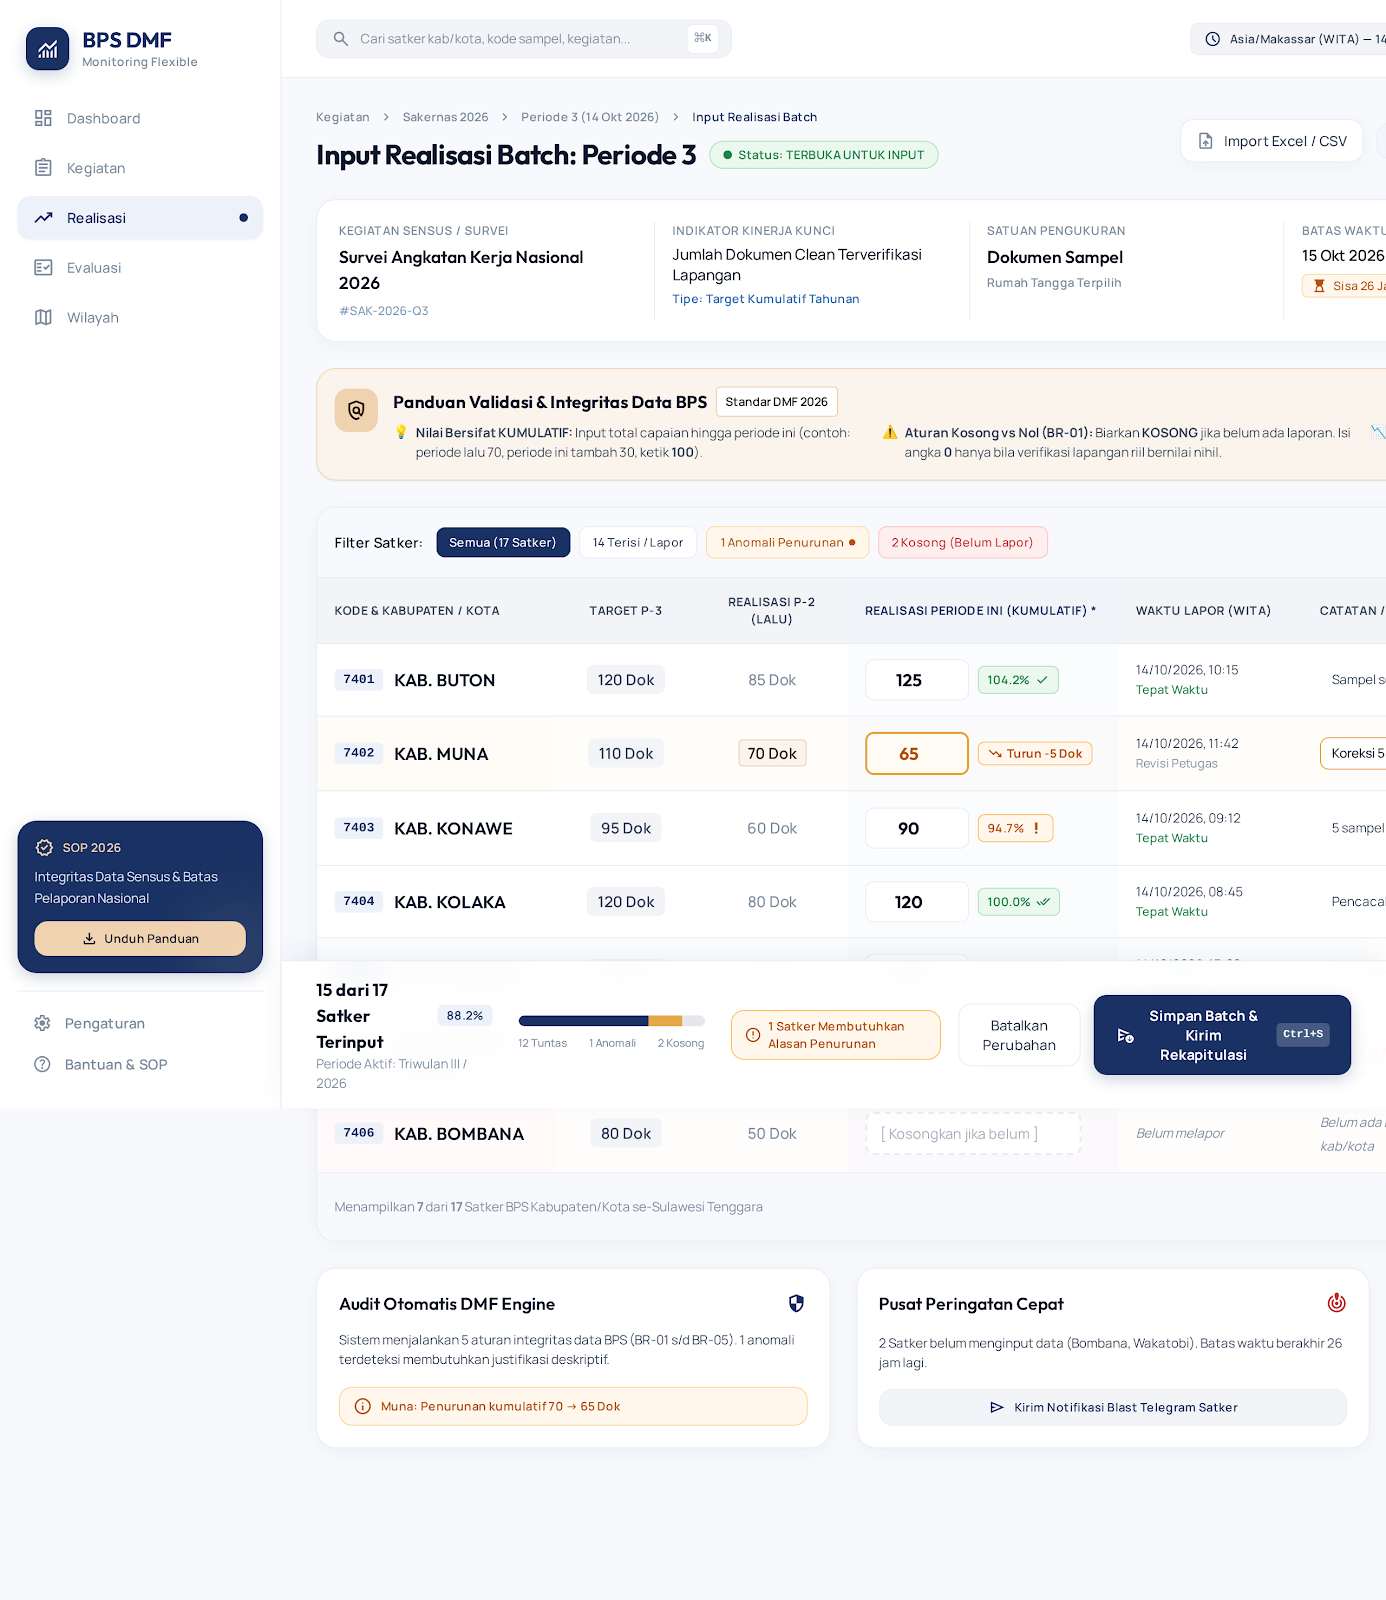 BPS DMF
Monitoring Flexible
Dashboard
Kegiatan
Realisasi
Evaluasi
Wilayah
SOP 2026
Integritas Data Sensus & Batas
Pelaporan Nasional
Unduh Panduan
Pengaturan
Bantuan & SOP
Cari satker kab/kota, kode sampel, kegiatan...
⌘K
Asia/Makassar (WITA) — 14
Kegiatan > Sakernas 2026 > Periode 3 (14 Okt 2026) > Input Realisasi Batch
Input Realisasi Batch: Periode 3
Status: TERBUKA UNTUK INPUT
Import Excel / CSV
KEGIATAN SENSUS / SURVEI
Survei Angkatan Kerja Nasional
2026
#SAK-2026-Q3
INDIKATOR KINERJA KUNCI
Jumlah Dokumen Clean Terverifikasi
Lapangan
Tipe: Target Kumulatif Tahunan
SATUAN PENGUKURAN
Dokumen Sampel
Rumah Tangga Terpilih
BATAS WAKTU
15 Okt 2026
Sisa 26 Ja
Panduan Validasi & Integritas Data BPS
Standar DMF 2026
💡 Nilai Bersifat KUMULATIF: Input total capaian hingga periode ini (contoh:
periode lalu 70, periode ini tambah 30, ketik 100).
⚠️ Aturan Kosong vs Nol (BR-01): Biarkan KOSONG jika belum ada laporan. Isi
angka 0 hanya bila verifikasi lapangan riil bernilai nihil.
Filter Satker:
Semua (17 Satker)
14 Terisi / Lapor
1 Anomali Penurunan
2 Kosong (Belum Lapor)
KODE & KABUPATEN / KOTA
TARGET P-3
REALISASI P-2
(LALU)
REALISASI PERIODE INI (KUMULATIF) *
WAKTU LAPOR (WITA)
CATATAN /
7401 KAB. BUTON
120 Dok
85 Dok
125
104.2%
14/10/2026, 10:15
Tepat Waktu
Sampel s
7402 KAB. MUNA
110 Dok
70 Dok
65
Turun -5 Dok
14/10/2026, 11:42
Revisi Petugas
Koreksi 5
7403 KAB. KONAWE
95 Dok
60 Dok
90
94.7% !
14/10/2026, 09:12
Tepat Waktu
5 sampel
7404 KAB. KOLAKA
120 Dok
80 Dok
120
100.0%
14/10/2026, 08:45
Tepat Waktu
Pencaca
15 dari 17
Satker
Terinput
88.2%
Periode Aktif: Triwulan III /
2026
12 Tuntas
1 Anomali
2 Kosong
1 Satker Membutuhkan
Alasan Penurunan
Batalkan
Perubahan
Simpan Batch &
Kirim
Rekapitulasi
Ctrl+S
7406 KAB. BOMBANA
80 Dok
50 Dok
[ Kosongkan jika belum ]
Belum melapor
Belum ada
kab/kota
Menampilkan 7 dari 17 Satker BPS Kabupaten/Kota se-Sulawesi Tenggara
Audit Otomatis DMF Engine
Sistem menjalankan 5 aturan integritas data BPS (BR-01 s/d BR-05). 1 anomali
terdeteksi membutuhkan justifikasi deskriptif.
Muna: Penurunan kumulatif 70 → 65 Dok
Pusat Peringatan Cepat
2 Satker belum menginput data (Bombana, Wakatobi). Batas waktu berakhir 26
jam lagi.
Kirim Notifikasi Blast Telegram Satker